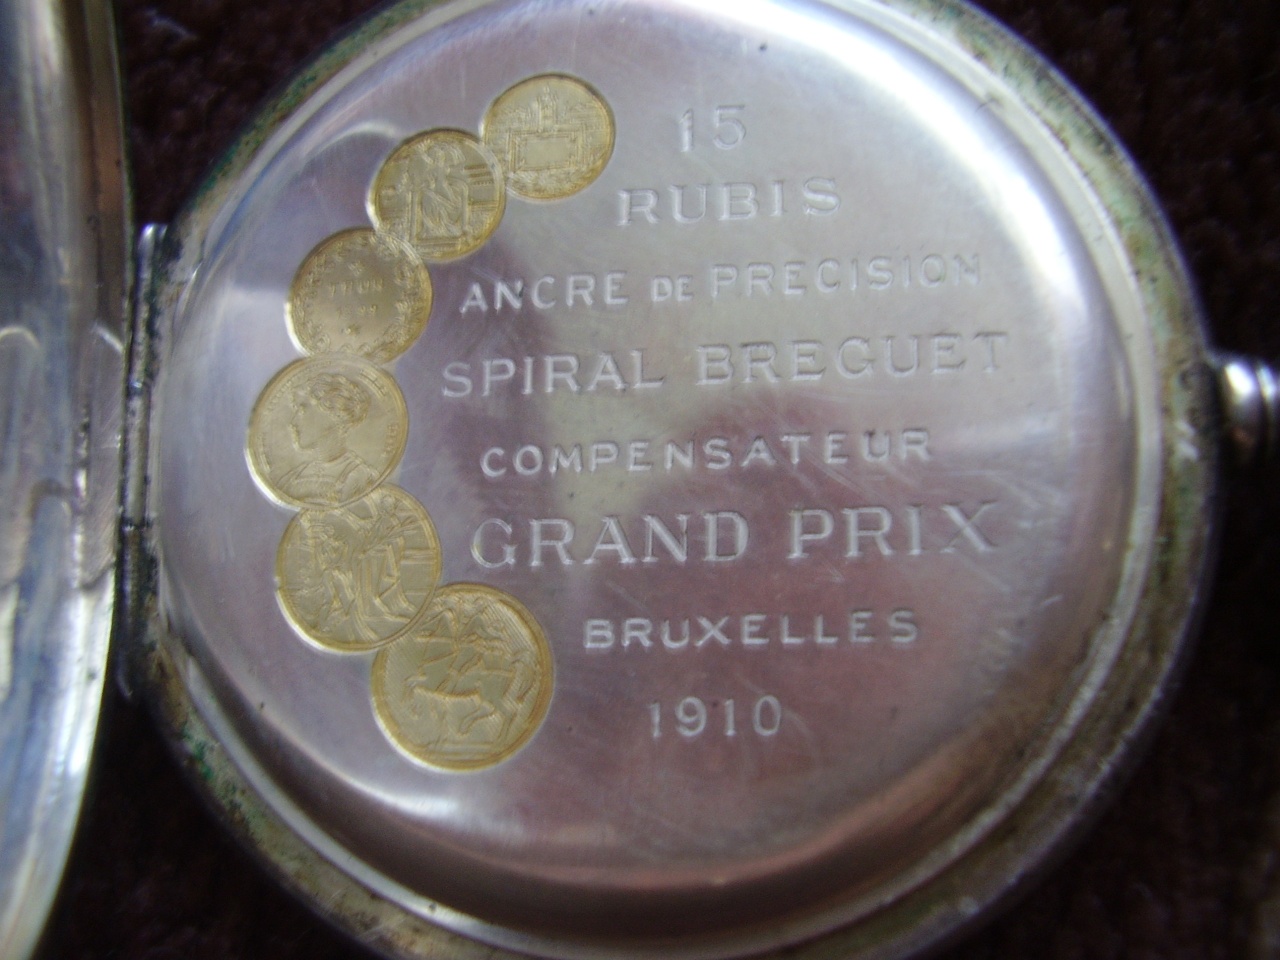 15
RUBIS
ANCRE DE PRECISION
SPIRAL BREGUET
COMPENSATEUR
GRAND PRIX
BRUXELLES
1910